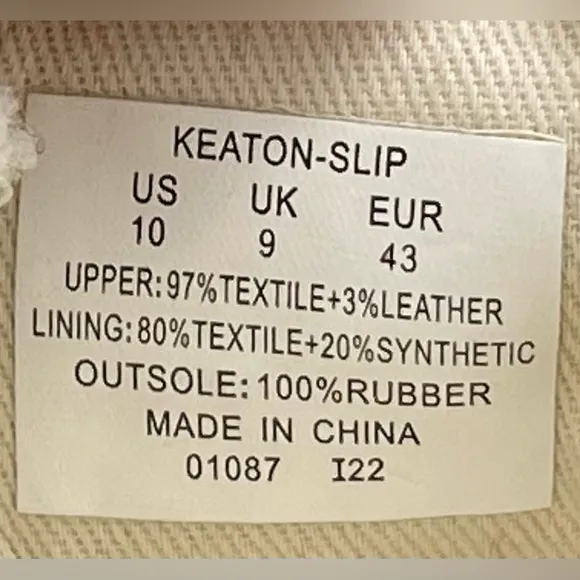 KEATON-SLIP
US UK EUR
10 9 43
UPPER:97%TEXTILE+3%LEATHER
LINING:80%TEXTILE+20%SYNTHETIC
OUTSOLE:100%RUBBER
MADE IN CHINA
01087 I22